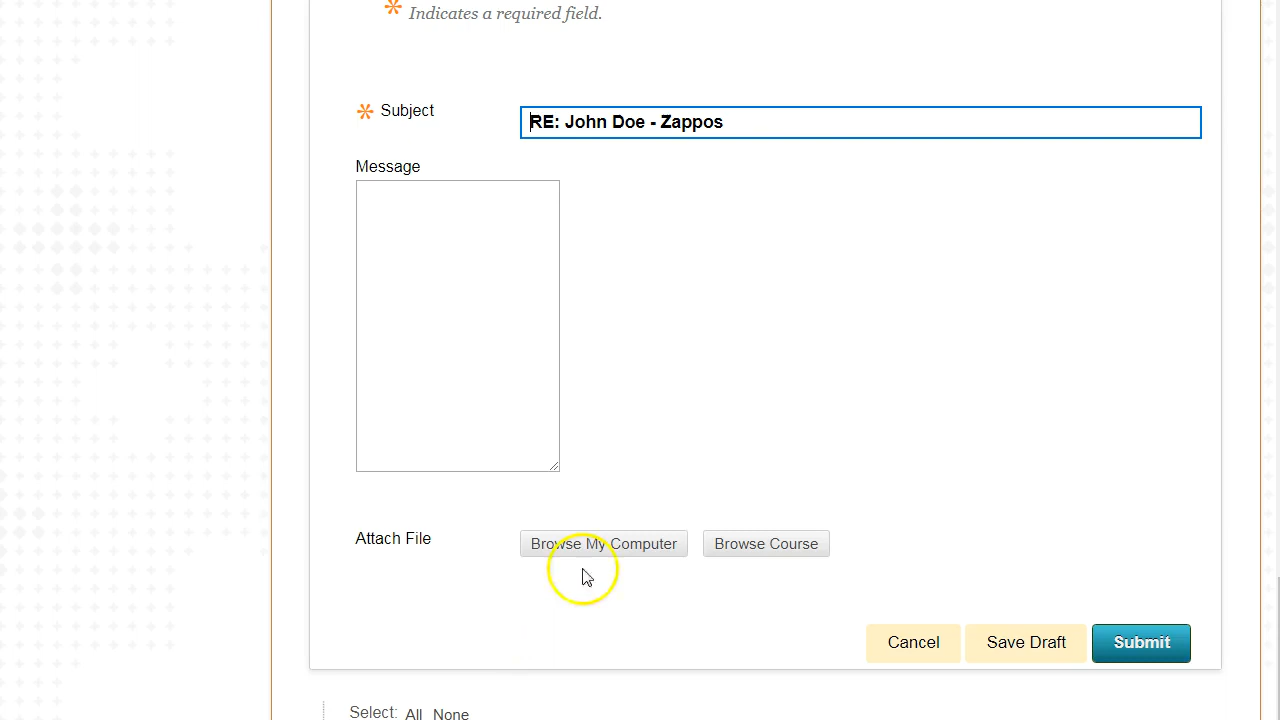 * Indicates a required field.
* Subject
RE: John Doe - Zappos
Message
Attach File
Browse My Computer
Browse Course
Cancel
Save Draft
Submit
Select: All None